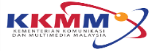 KKMM
KEMENTERIAN KOMUNIKASI
DAN MULTIMEDIA MALAYSIA